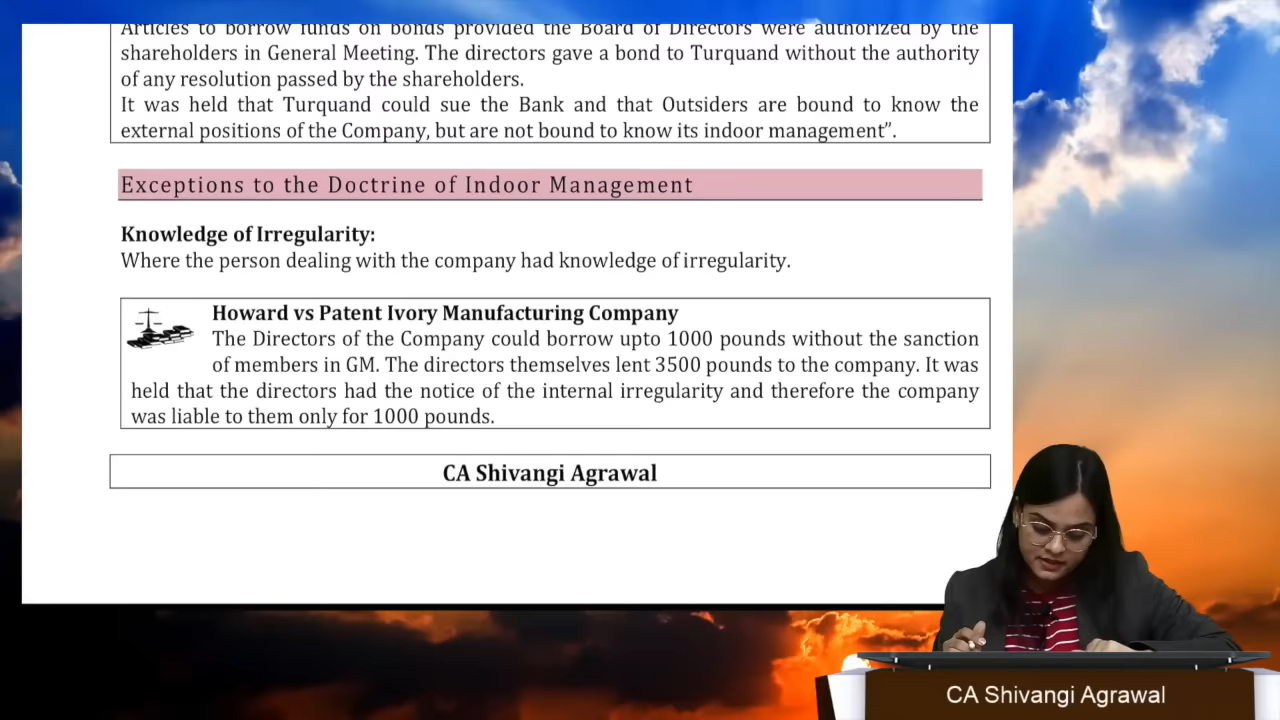 Articles to borrow funds on bonds provided the Board of Directors were authorized by the
shareholders in General Meeting. The directors gave a bond to Turquand without the authority
of any resolution passed by the shareholders.
It was held that Turquand could sue the Bank and that Outsiders are bound to know the
external positions of the Company, but are not bound to know its indoor management”.
Exceptions to the Doctrine of Indoor Management
Knowledge of Irregularity:
Where the person dealing with the company had knowledge of irregularity.
Howard vs Patent Ivory Manufacturing Company
The Directors of the Company could borrow upto 1000 pounds without the sanction
of members in GM. The directors themselves lent 3500 pounds to the company. It was
held that the directors had the notice of the internal irregularity and therefore the company
was liable to them only for 1000 pounds.
CA Shivangi Agrawal
CA Shivangi Agrawal